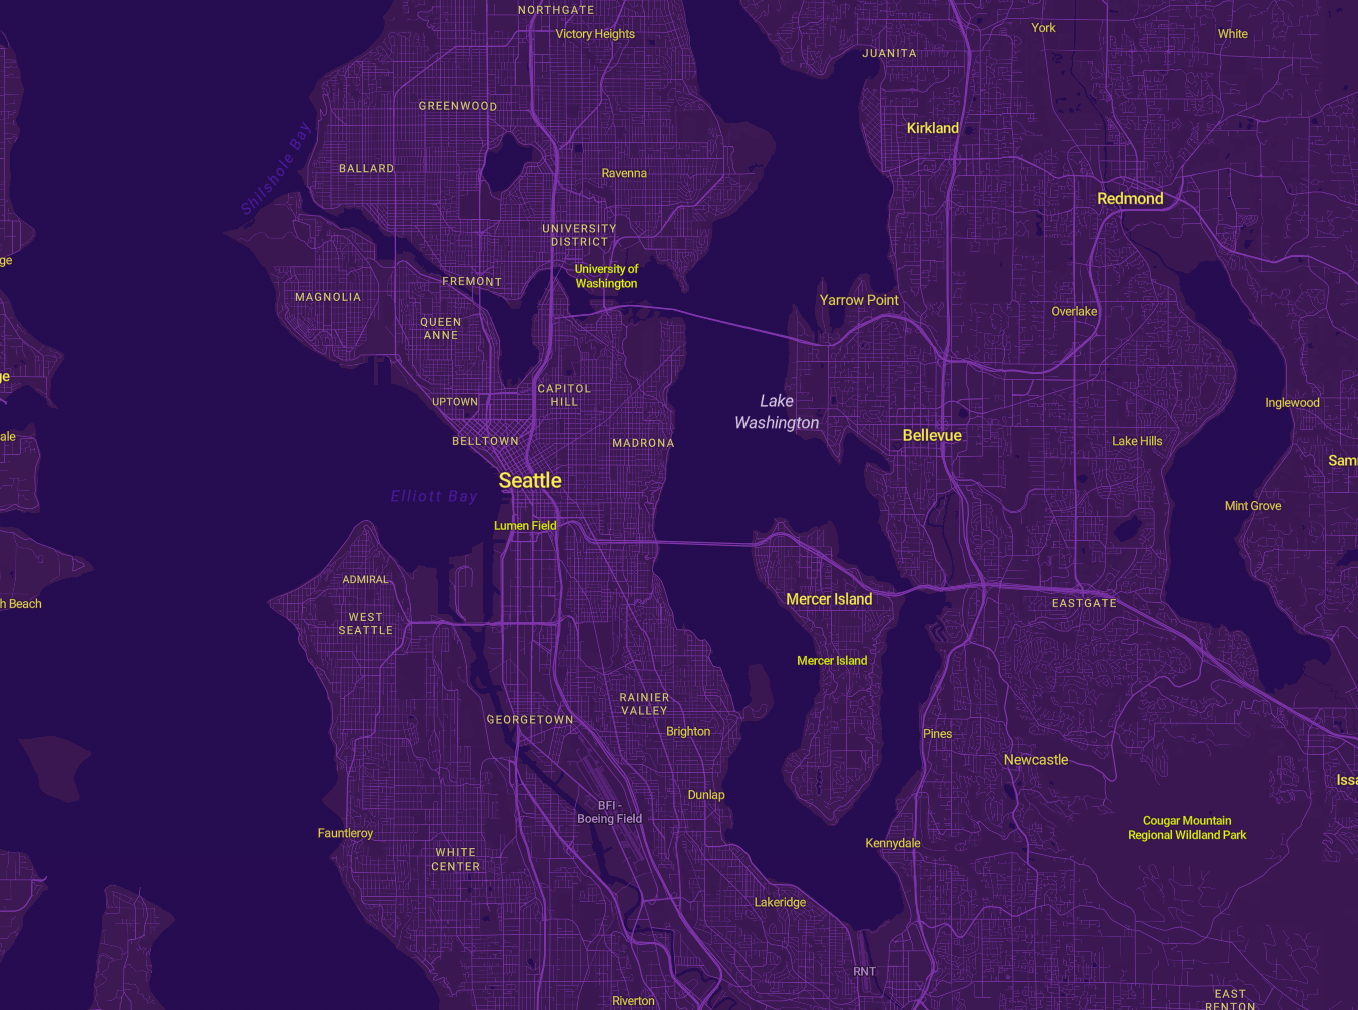 NORTHGATE
Victory Heights
York
White
JUANITA
GREENWOOD
Kirkland
Shilshole Bay
BALLARD
Ravenna
Redmond
UNIVERSITY
DISTRICT
ge
University of
Washington
FREMONT
MAGNOLIA
Yarrow Point
Overlake
QUEEN
ANNE
ge
CAPITOL
HILL
UPTOWN
Lake
Washington
Inglewood
ale
BELLTOWN
MADRONA
Bellevue
Lake Hills
Sam
Seattle
Elliott Bay
Mint Grove
Lumen Field
ADMIRAL
h Beach
Mercer Island
EASTGATE
WEST
SEATTLE
Mercer Island
RAINIER
VALLEY
GEORGETOWN
Brighton
Pines
Newcastle
Issa
Dunlap
BFI -
Boeing Field
Cougar Mountain
Regional Wildland Park
Fauntleroy
Kennydale
WHITE
CENTER
Lakeridge
RNT
Riverton
EAST
RENTON